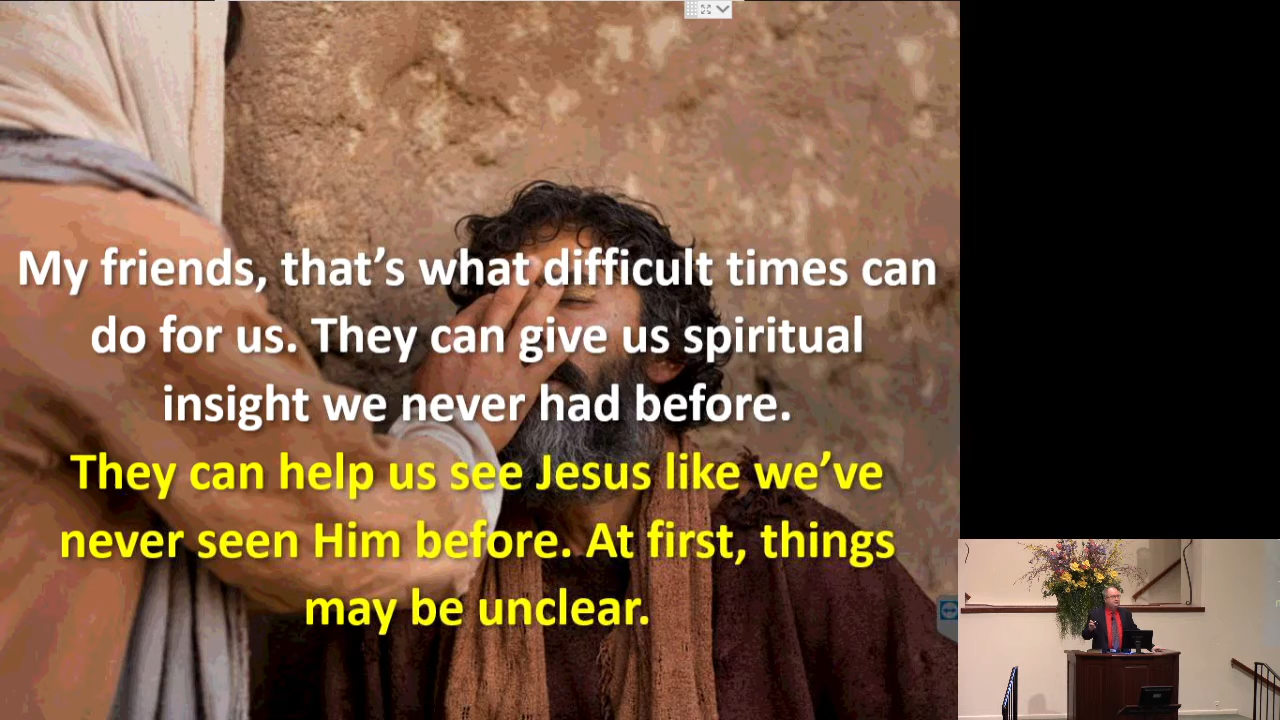 My friends, that’s what difficult times can
do for us. They can give us spiritual
insight we never had before.
They can help us see Jesus like we’ve
never seen Him before. At first, things
may be unclear.